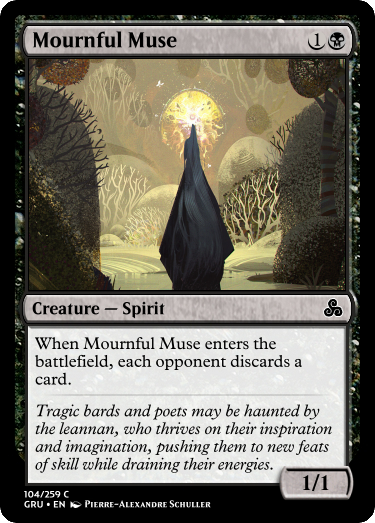 Mournful Muse 1
Creature — Spirit
When Mournful Muse enters the
battlefield, each opponent discards a
card.
Tragic bards and poets may be haunted by
the leannan, who thrives on their inspiration
and imagination, pushing them to new feats
of skill while draining their energies.
1/1
104/259 C
GRU • EN Pierre-Alexandre Schuller